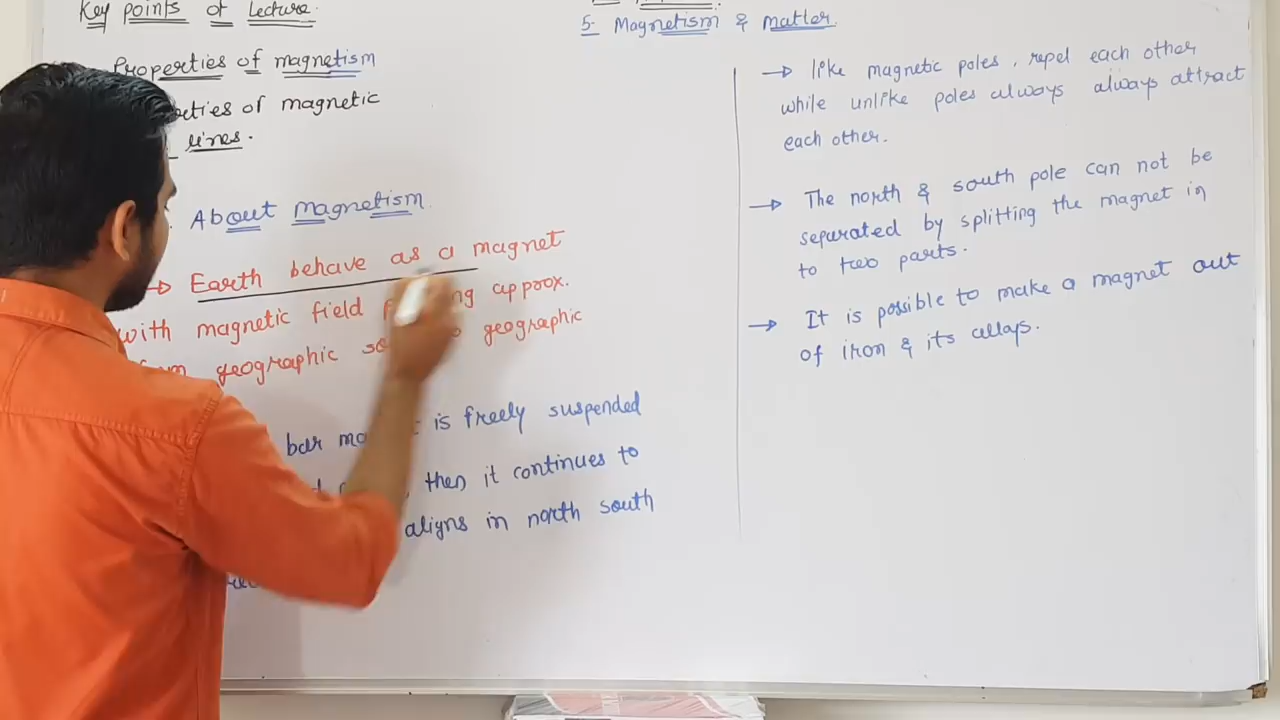 Key points of Lecture.
5- Magnetism & matter.
Properties of magnetism
of magnetic
lines.
About magnetism.
→ Earth behave as a magnet
with magnetic field approx.
geographic geographic
bar is freely suspended
, then it continues to
aligns in north south
→ like magnetic poles, repel each other
while unlike poles always always attract
each other.
→ The north & south pole can not be
separated by splitting the magnet in
to two parts.
→ It is possible to make a magnet out
of iron & its allays.